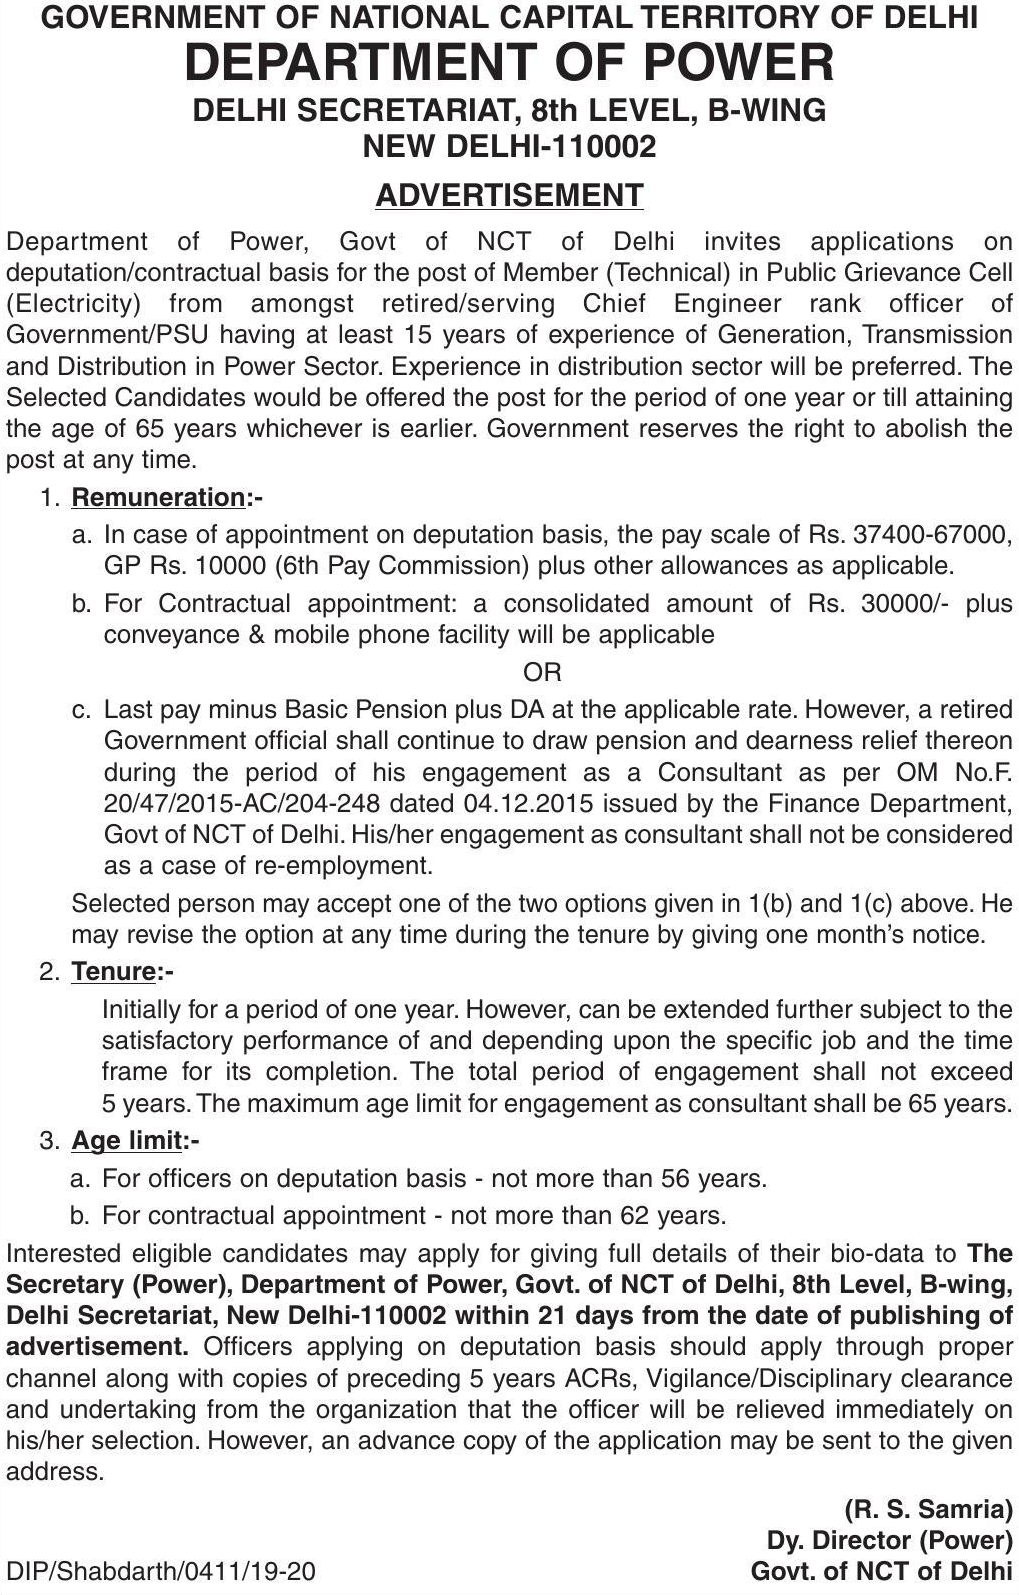 GOVERNMENT OF NATIONAL CAPITAL TERRITORY OF DELHI
DEPARTMENT OF POWER
DELHI SECRETARIAT, 8th LEVEL, B-WING
NEW DELHI-110002
ADVERTISEMENT
Department of Power, Govt of NCT of Delhi invites applications on
deputation/contractual basis for the post of Member (Technical) in Public Grievance Cell
(Electricity) from amongst retired/serving Chief Engineer rank officer of
Government/PSU having at least 15 years of experience of Generation, Transmission
and Distribution in Power Sector. Experience in distribution sector will be preferred. The
Selected Candidates would be offered the post for the period of one year or till attaining
the age of 65 years whichever is earlier. Government reserves the right to abolish the
post at any time.
1. Remuneration:-
a. In case of appointment on deputation basis, the pay scale of Rs. 37400-67000,
GP Rs. 10000 (6th Pay Commission) plus other allowances as applicable.
b. For Contractual appointment: a consolidated amount of Rs. 30000/- plus
conveyance & mobile phone facility will be applicable
OR
c. Last pay minus Basic Pension plus DA at the applicable rate. However, a retired
Government official shall continue to draw pension and dearness relief thereon
during the period of his engagement as a Consultant as per OM No.F.
20/47/2015-AC/204-248 dated 04.12.2015 issued by the Finance Department,
Govt of NCT of Delhi. His/her engagement as consultant shall not be considered
as a case of re-employment.
Selected person may accept one of the two options given in 1(b) and 1(c) above. He
may revise the option at any time during the tenure by giving one month's notice.
2. Tenure:-
Initially for a period of one year. However, can be extended further subject to the
satisfactory performance of and depending upon the specific job and the time
frame for its completion. The total period of engagement shall not exceed
5 years. The maximum age limit for engagement as consultant shall be 65 years.
3. Age limit:-
a. For officers on deputation basis - not more than 56 years.
b. For contractual appointment - not more than 62 years.
Interested eligible candidates may apply for giving full details of their bio-data to The
Secretary (Power), Department of Power, Govt. of NCT of Delhi, 8th Level, B-wing,
Delhi Secretariat, New Delhi-110002 within 21 days from the date of publishing of
advertisement. Officers applying on deputation basis should apply through proper
channel along with copies of preceding 5 years ACRs, Vigilance/Disciplinary clearance
and undertaking from the organization that the officer will be relieved immediately on
his/her selection. However, an advance copy of the application may be sent to the given
address.
(R. S. Samria)
Dy. Director (Power)
DIP/Shabdarth/0411/19-20 Govt. of NCT of Delhi